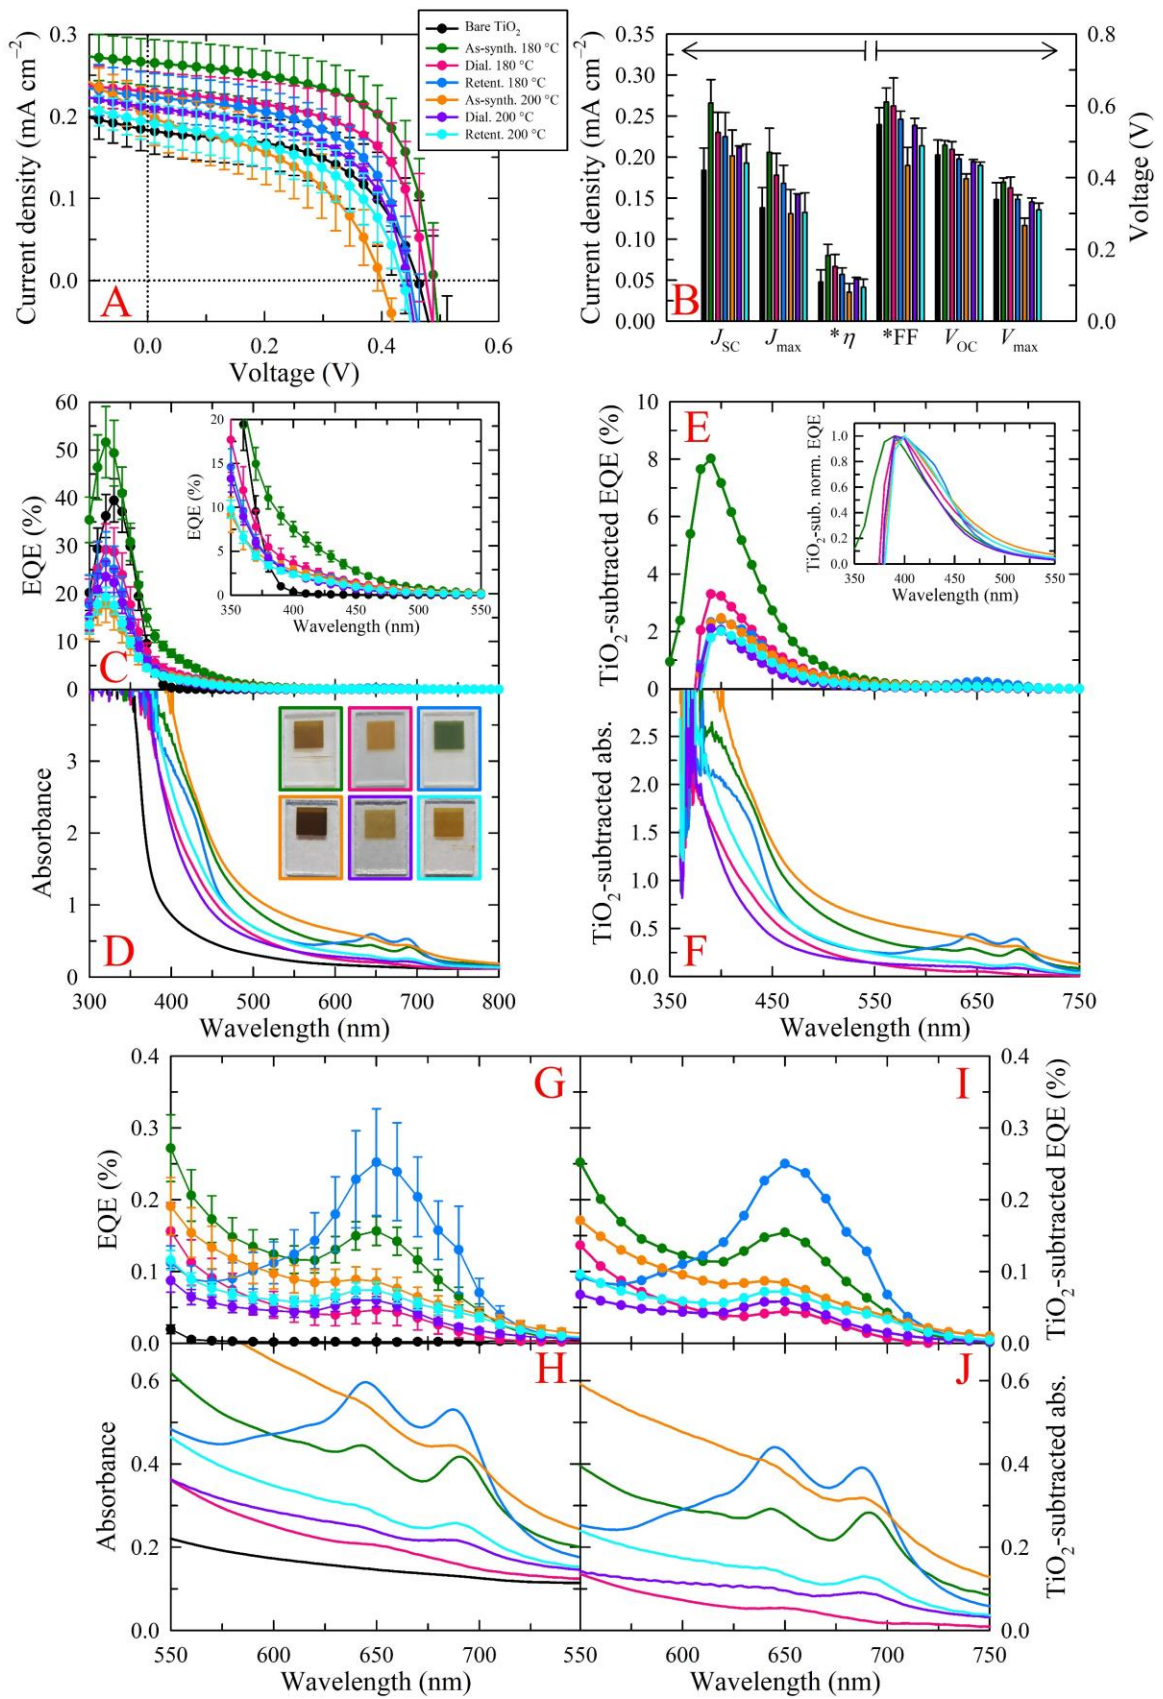 A
Current density (mA cm⁻²)
0.3
0.2
0.1
0.0
0.0
0.2
0.4
0.6
Voltage (V)
Bare TiO₂
As-synth. 180 °C
Dial. 180 °C
Retent. 180 °C
As-synth. 200 °C
Dial. 200 °C
Retent. 200 °C
B
Current density (mA cm⁻²)
0.35
0.30
0.25
0.20
0.15
0.10
0.05
0.00
Voltage (V)
0.8
0.6
0.4
0.2
0.0
J_SC
J_max
*η
*FF
V_OC
V_max
C
EQE (%)
60
50
40
30
20
10
0
EQE (%)
20
15
10
5
0
350
400
450
500
550
Wavelength (nm)
E
TiO₂-subtracted EQE (%)
10
8
6
4
2
0
TiO₂-sub. norm. EQE
1.0
0.8
0.6
0.4
0.2
0.0
350
400
450
500
550
Wavelength (nm)
D
Absorbance
3
2
1
0
300
400
500
600
700
800
Wavelength (nm)
F
TiO₂-subtracted abs.
2.5
2.0
1.5
1.0
0.5
0.0
350
450
550
650
750
Wavelength (nm)
G
EQE (%)
0.4
0.3
0.2
0.1
0.0
I
TiO₂-subtracted EQE (%)
0.4
0.3
0.2
0.1
0.0
H
Absorbance
0.6
0.4
0.2
0.0
550
600
650
700
Wavelength (nm)
J
TiO₂-subtracted abs.
0.6
0.4
0.2
0.0
550
600
650
700
750
Wavelength (nm)